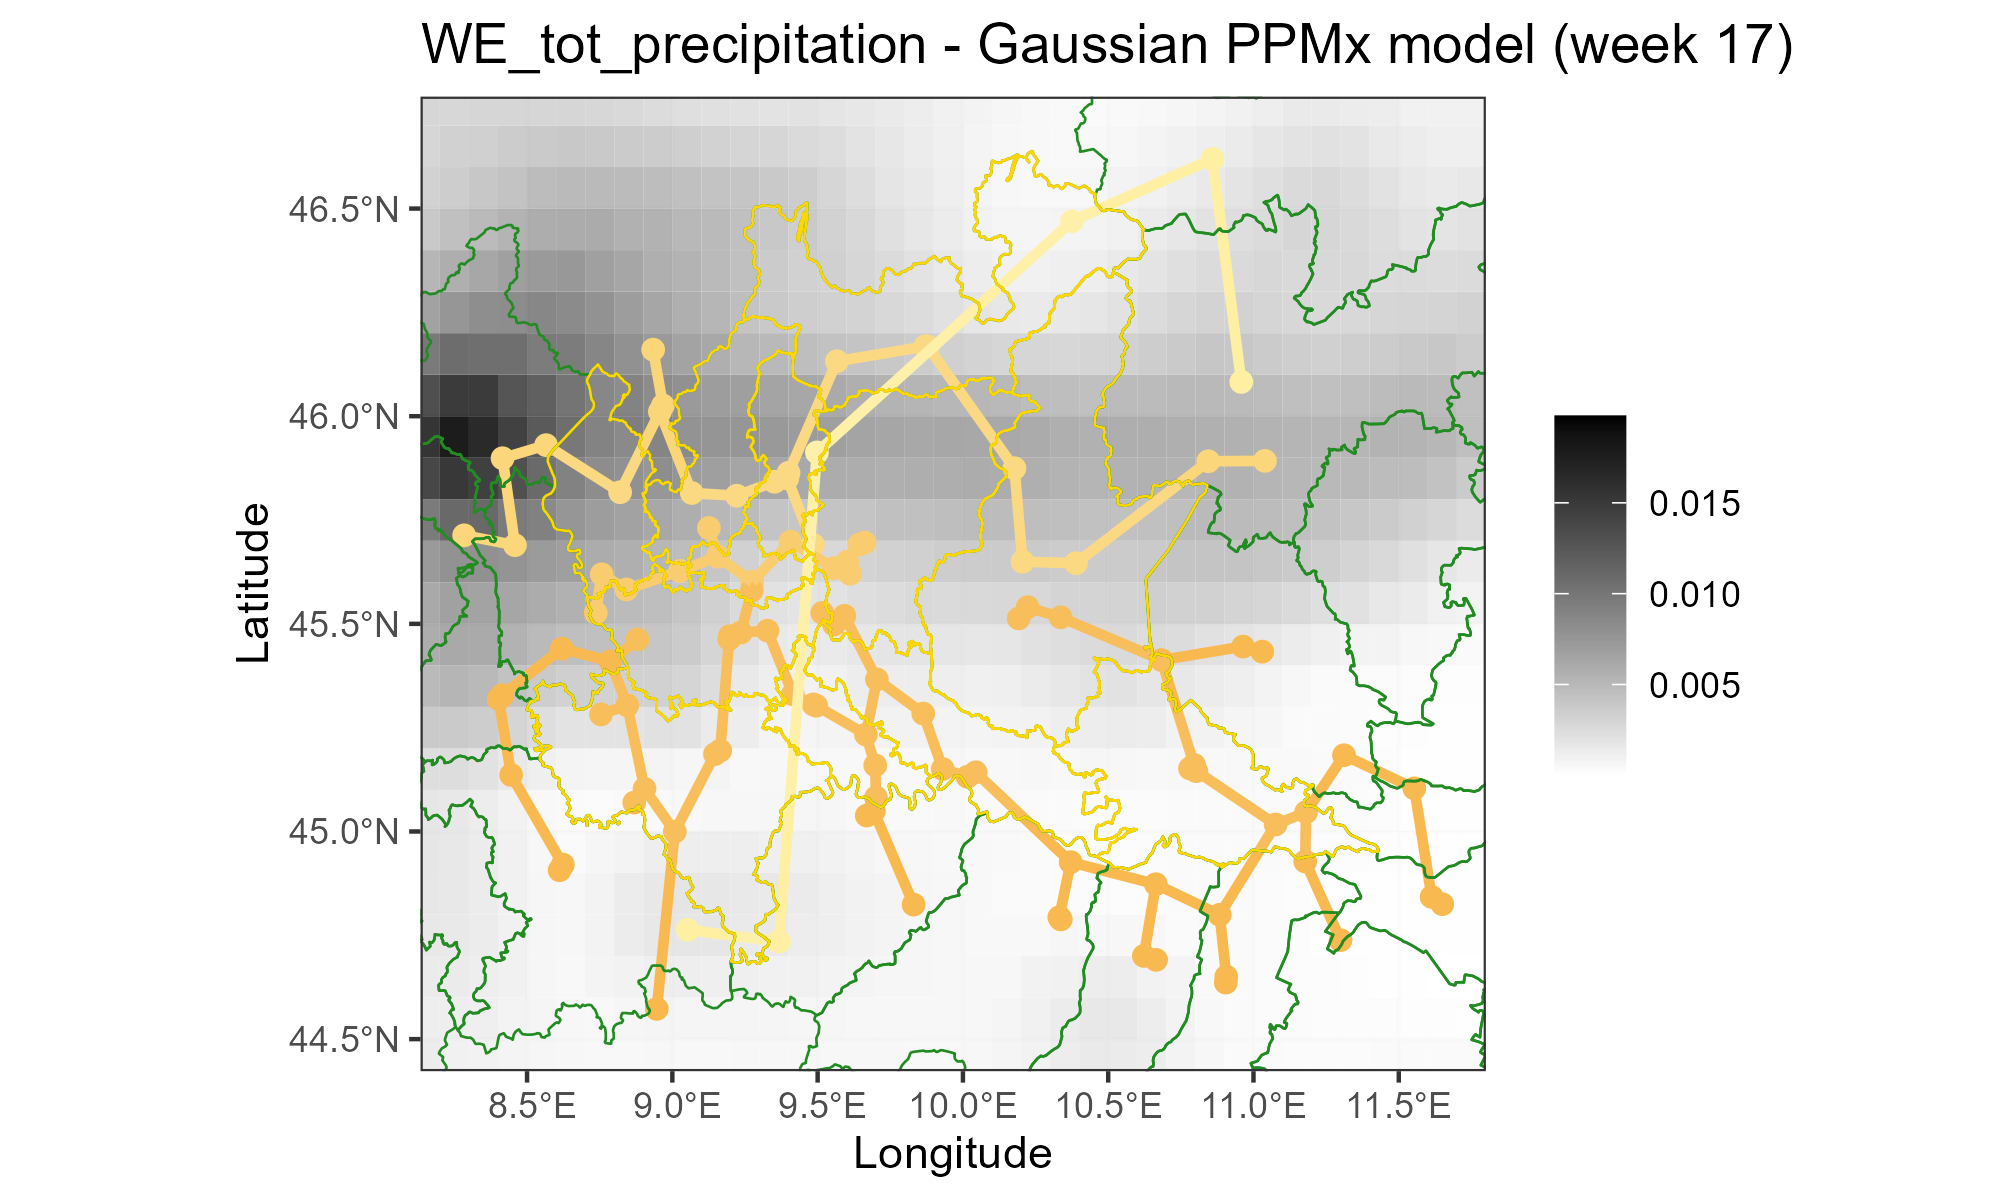 WE_tot_precipitation - Gaussian PPMx model (week 17)
46.5°N
46.0°N
45.5°N
45.0°N
44.5°N
Latitude
8.5°E 9.0°E 9.5°E 10.0°E 10.5°E 11.0°E 11.5°E
Longitude
0.015
0.010
0.005